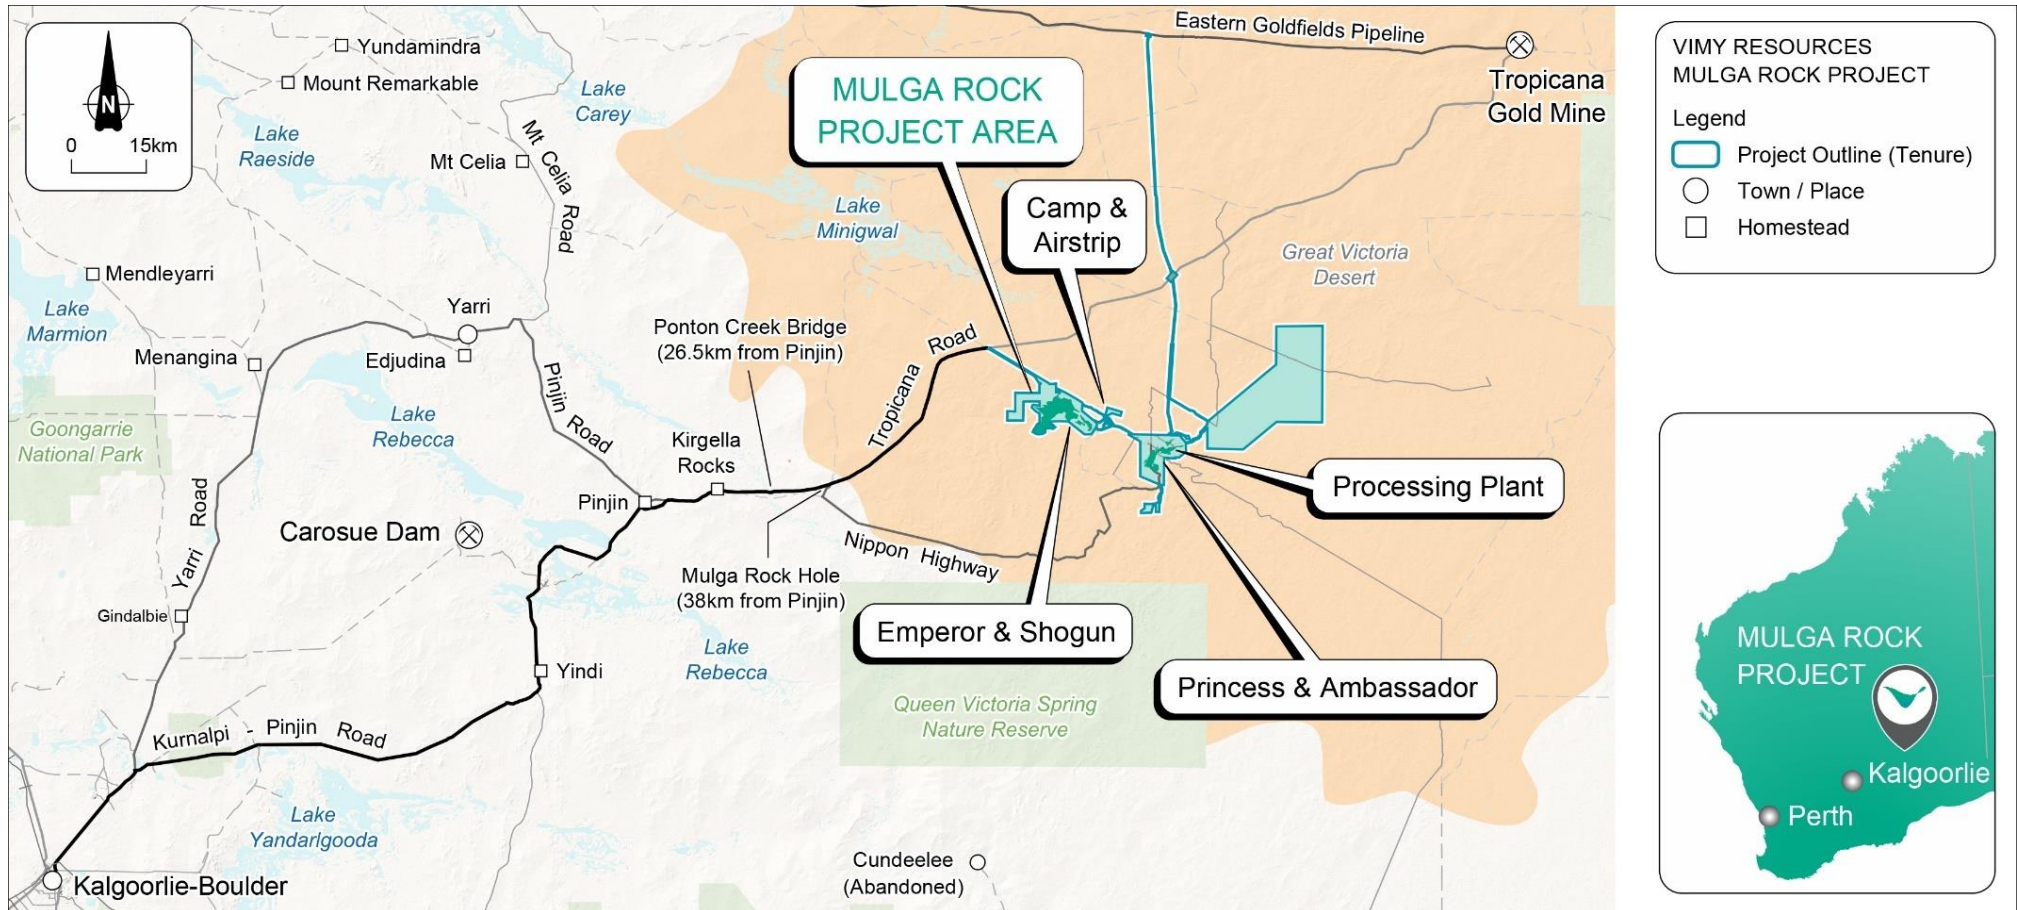 N
0 15km
Yundamindra
Mount Remarkable
Lake
Raeside
Mt Celia
Mt Celia Road
Lake
Carey
Eastern Goldfields Pipeline
Tropicana
Gold Mine
MULGA ROCK
PROJECT AREA
Camp &
Airstrip
Lake
Minigwal
Great Victoria
Desert
Mendleyarri
Lake
Marmion
Menangina
Yarri
Edjudina
Ponton Creek Bridge
(26.5km from Pinjin)
Tropicana Road
Pinjin Road
Lake
Rebecca
Goongarrie
National Park
Kirgella
Rocks
Pinjin
Processing Plant
Carosue Dam
Yarri Road
Nippon Highway
Mulga Rock Hole
(38km from Pinjin)
Gindalbie
Emperor & Shogun
Lake
Rebecca
Yindi
Princess & Ambassador
Queen Victoria Spring
Nature Reserve
Kurnalpi - Pinjin Road
Lake
Yandarlgooda
Cundeelee
(Abandoned)
Kalgoorlie-Boulder
VIMY RESOURCES
MULGA ROCK PROJECT
Legend
Project Outline (Tenure)
Town / Place
Homestead
MULGA ROCK
PROJECT
Kalgoorlie
Perth